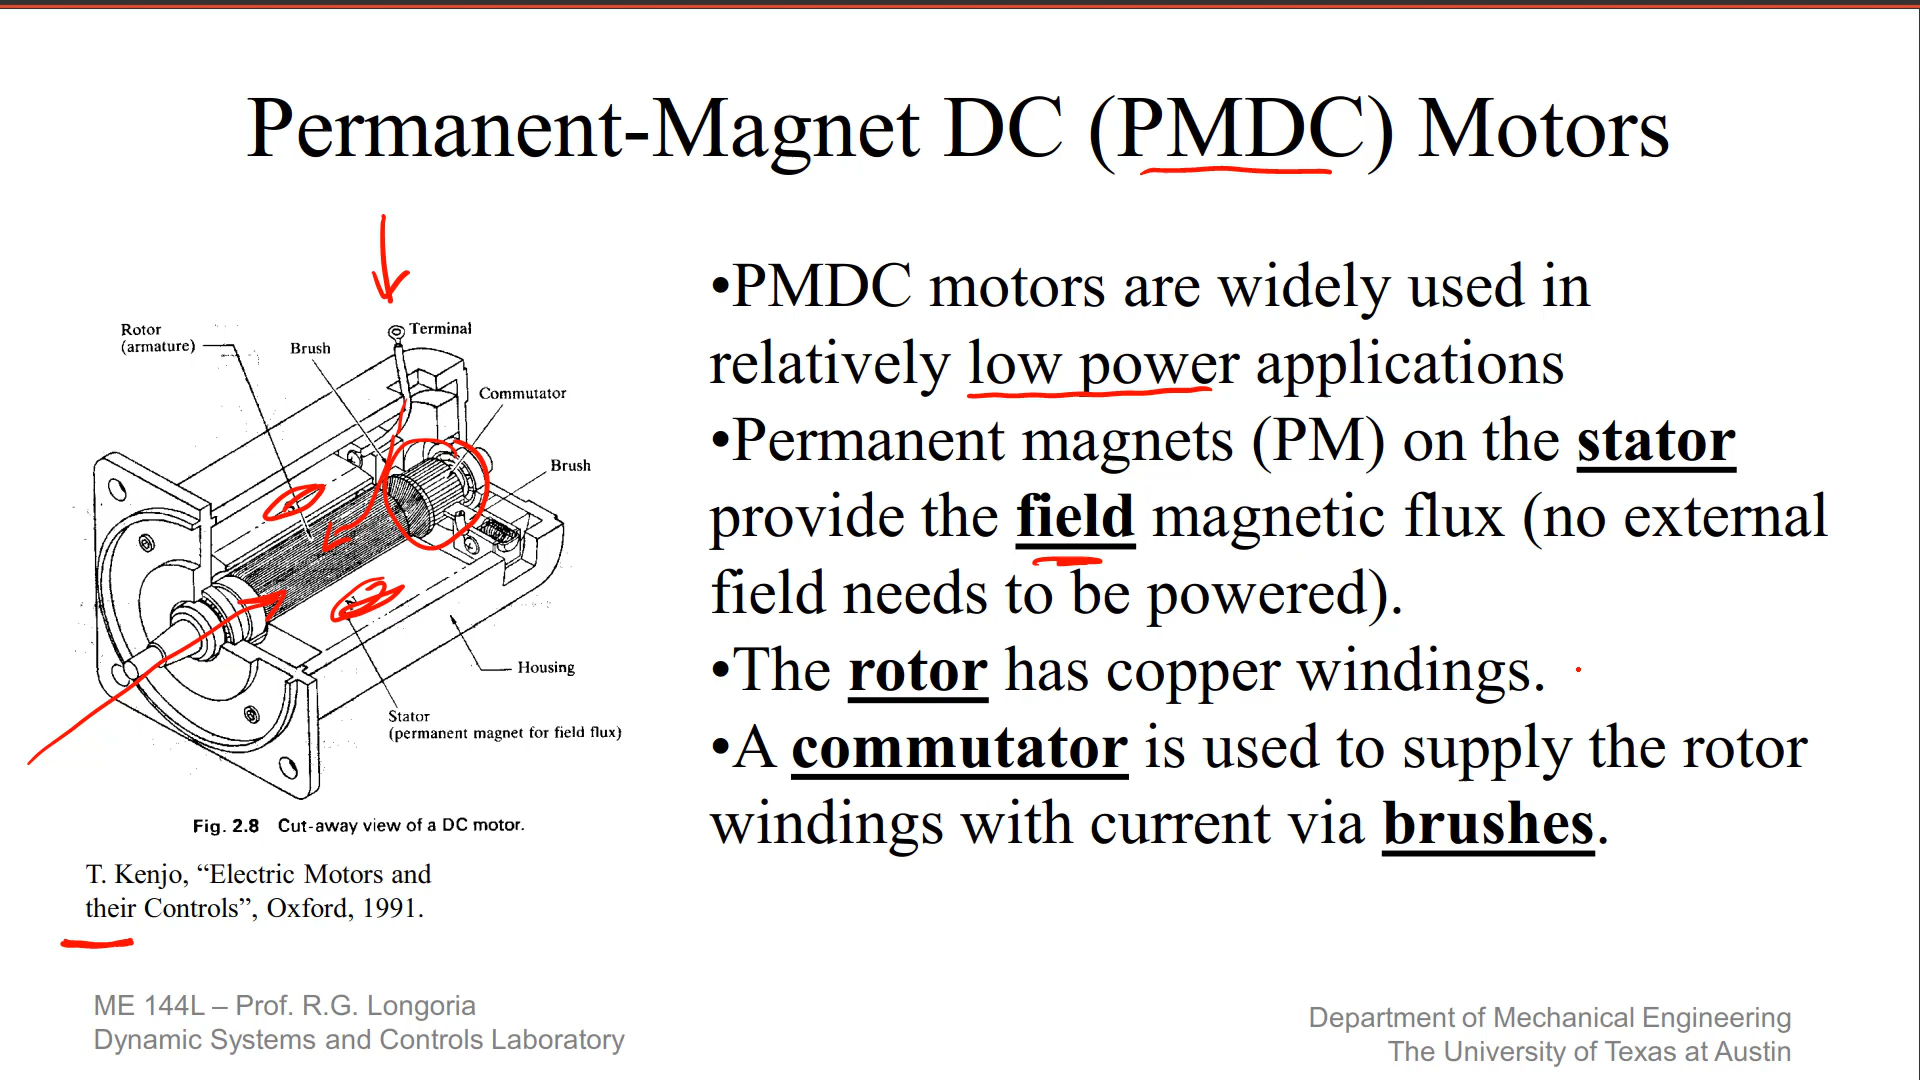 Permanent-Magnet DC (PMDC) Motors
Rotor
(armature)
Brush
Terminal
Commutator
Brush
Housing
Stator
(permanent magnet for field flux)
Fig. 2.8 Cut-away view of a DC motor.
T. Kenjo, “Electric Motors and
their Controls”, Oxford, 1991.
•PMDC motors are widely used in
relatively low power applications
•Permanent magnets (PM) on the stator
provide the field magnetic flux (no external
field needs to be powered).
•The rotor has copper windings.
•A commutator is used to supply the rotor
windings with current via brushes.
ME 144L – Prof. R.G. Longoria
Dynamic Systems and Controls Laboratory
Department of Mechanical Engineering
The University of Texas at Austin